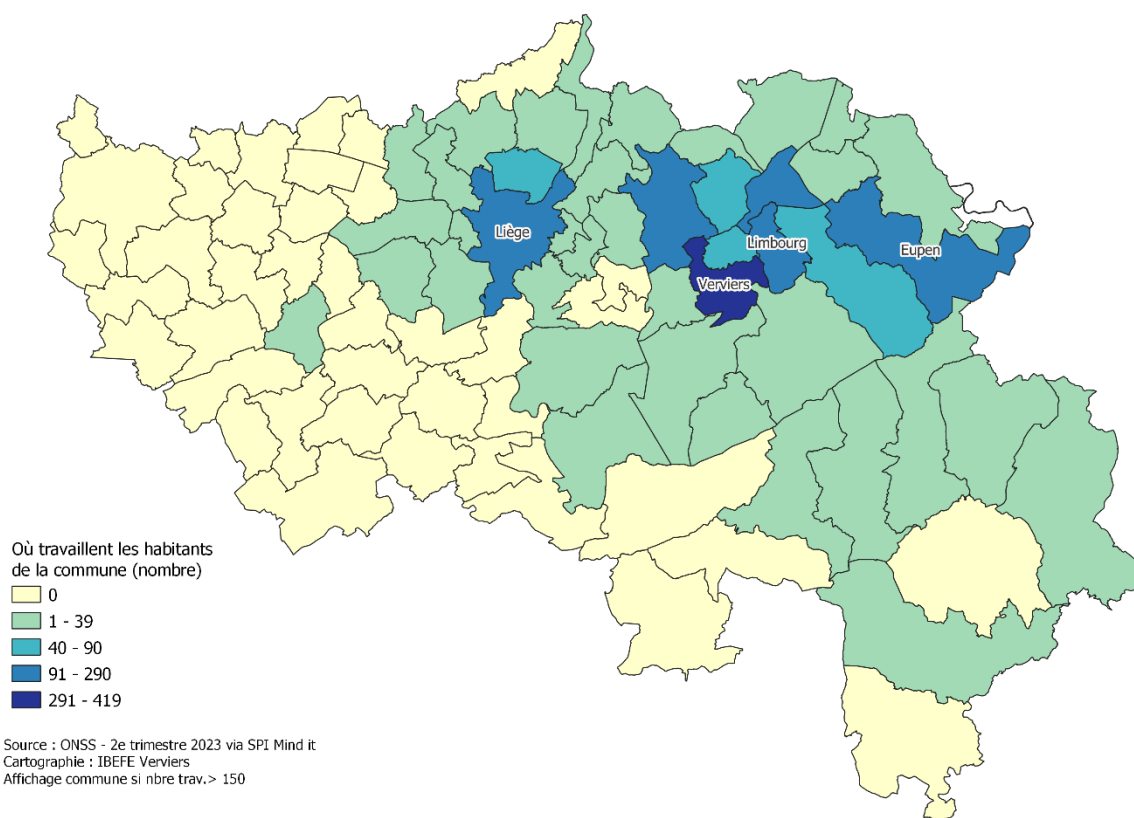 Liège
Limbourg
Eupen
Verviers
Où travaillent les habitants
de la commune (nombre)
0
1 - 39
40 - 90
91 - 290
291 - 419
Source : ONSS - 2e trimestre 2023 via SPI Mind it
Cartographie : IBEFE Verviers
Affichage commune si nbre trav.> 150